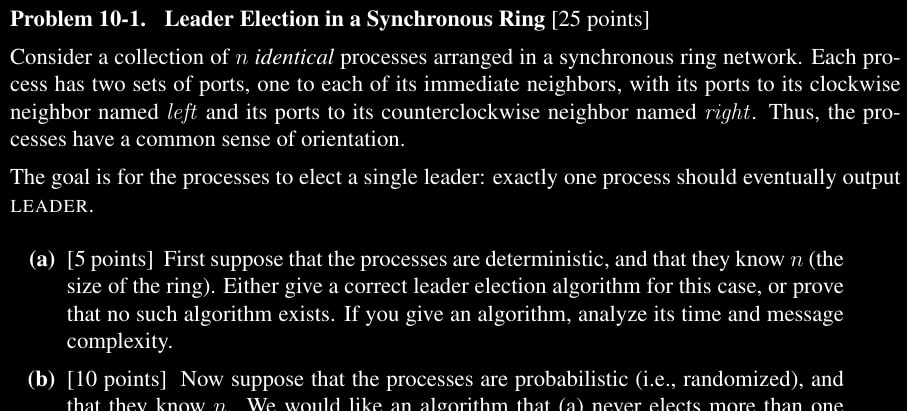 Problem 10-1. Leader Election in a Synchronous Ring [25 points]
Consider a collection of n identical processes arranged in a synchronous ring network. Each pro-
cess has two sets of ports, one to each of its immediate neighbors, with its ports to its clockwise
neighbor named left and its ports to its counterclockwise neighbor named right. Thus, the pro-
cesses have a common sense of orientation.
The goal is for the processes to elect a single leader: exactly one process should eventually output
LEADER.
(a) [5 points] First suppose that the processes are deterministic, and that they know n (the
size of the ring). Either give a correct leader election algorithm for this case, or prove
that no such algorithm exists. If you give an algorithm, analyze its time and message
complexity.
(b) [10 points] Now suppose that the processes are probabilistic (i.e., randomized), and
that they know n. We would like an algorithm that (a) never elects more than one